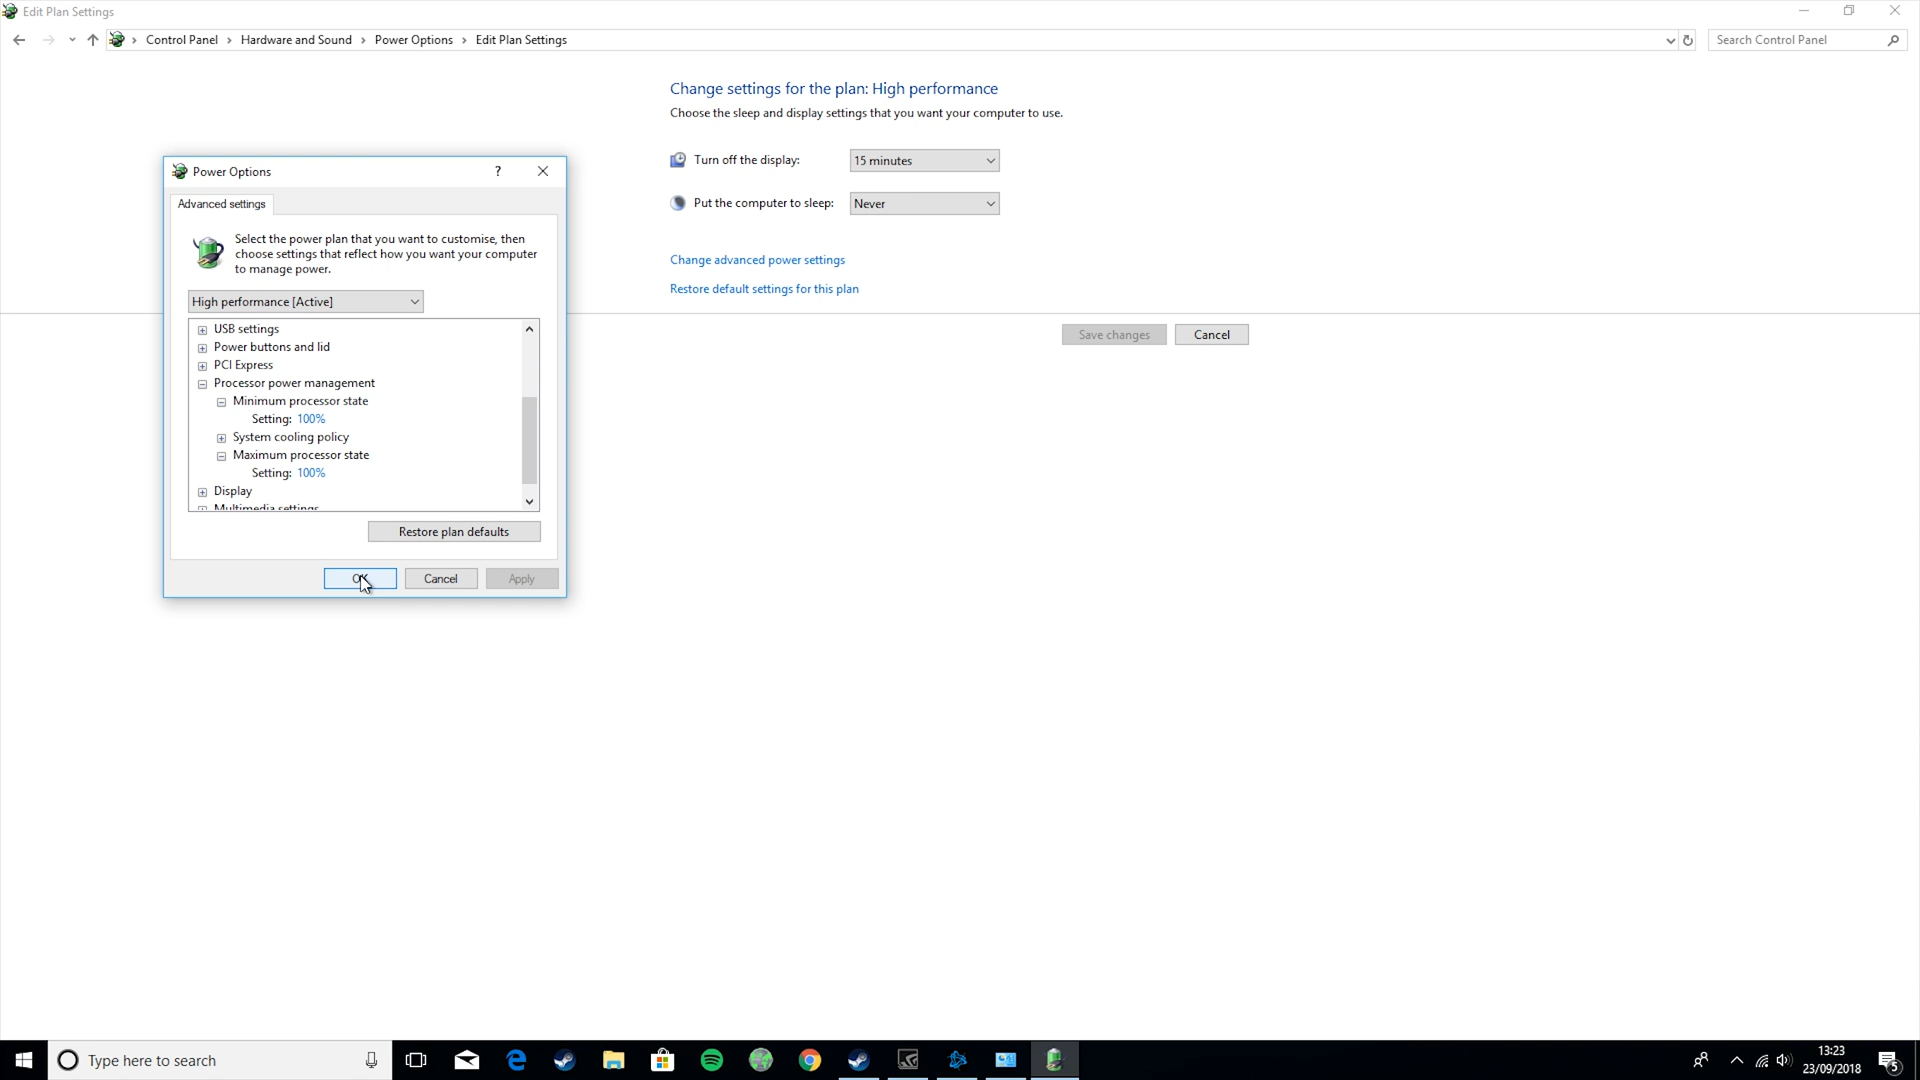 Edit Plan Settings
Control Panel > Hardware and Sound > Power Options > Edit Plan Settings
Search Control Panel
Change settings for the plan: High performance
Choose the sleep and display settings that you want your computer to use.
Turn off the display: 15 minutes
Put the computer to sleep: Never
Change advanced power settings
Restore default settings for this plan
Save changes Cancel
Power Options ?
Advanced settings
Select the power plan that you want to customise, then
choose settings that reflect how you want your computer
to manage power.
High performance [Active]
USB settings
Power buttons and lid
PCI Express
Processor power management
Minimum processor state
Setting: 100%
System cooling policy
Maximum processor state
Setting: 100%
Display
Multimedia settings
Restore plan defaults
OK Cancel Apply
Type here to search
13:23
23/09/2018
5